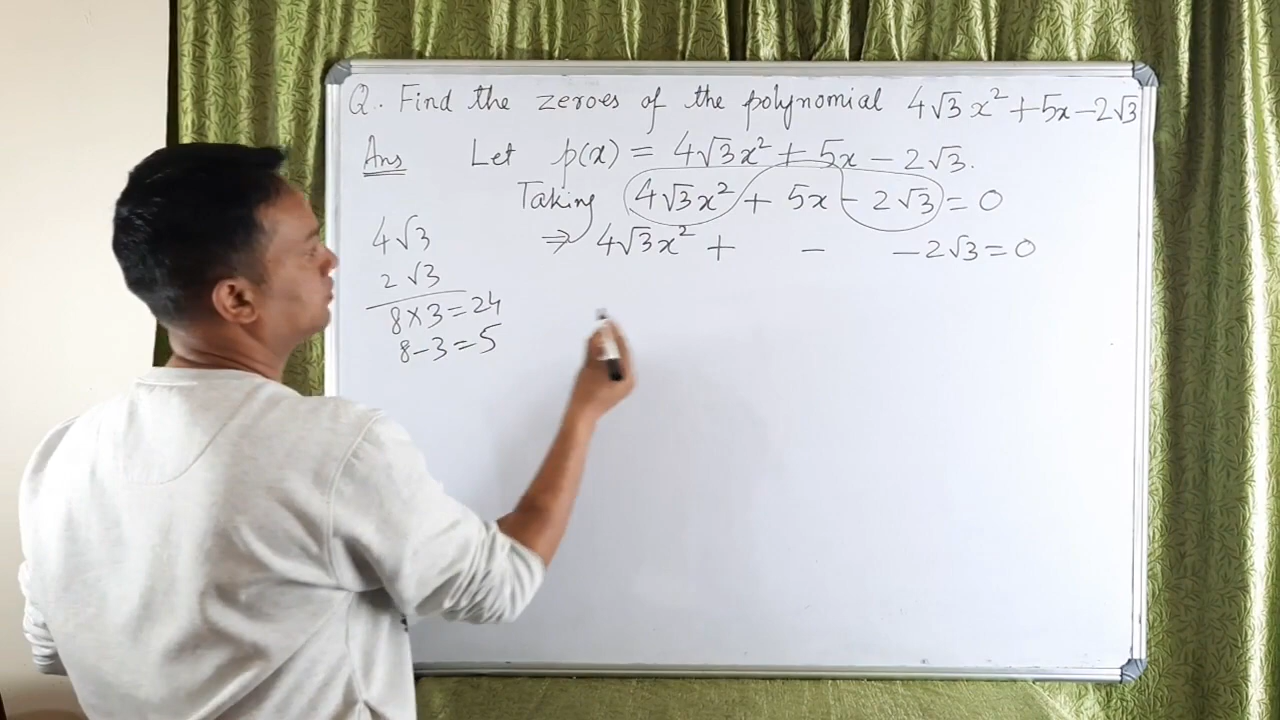 Q. Find the zeroes of the polynomial 4√3 x² + 5x - 2√3
Ans Let p(x) = 4√3x² + 5x - 2√3.
Taking 4√3x² + 5x - 2√3 = 0
⇒ 4√3x² + - - 2√3 = 0
4√3
2√3
8×3=24
8-3=5